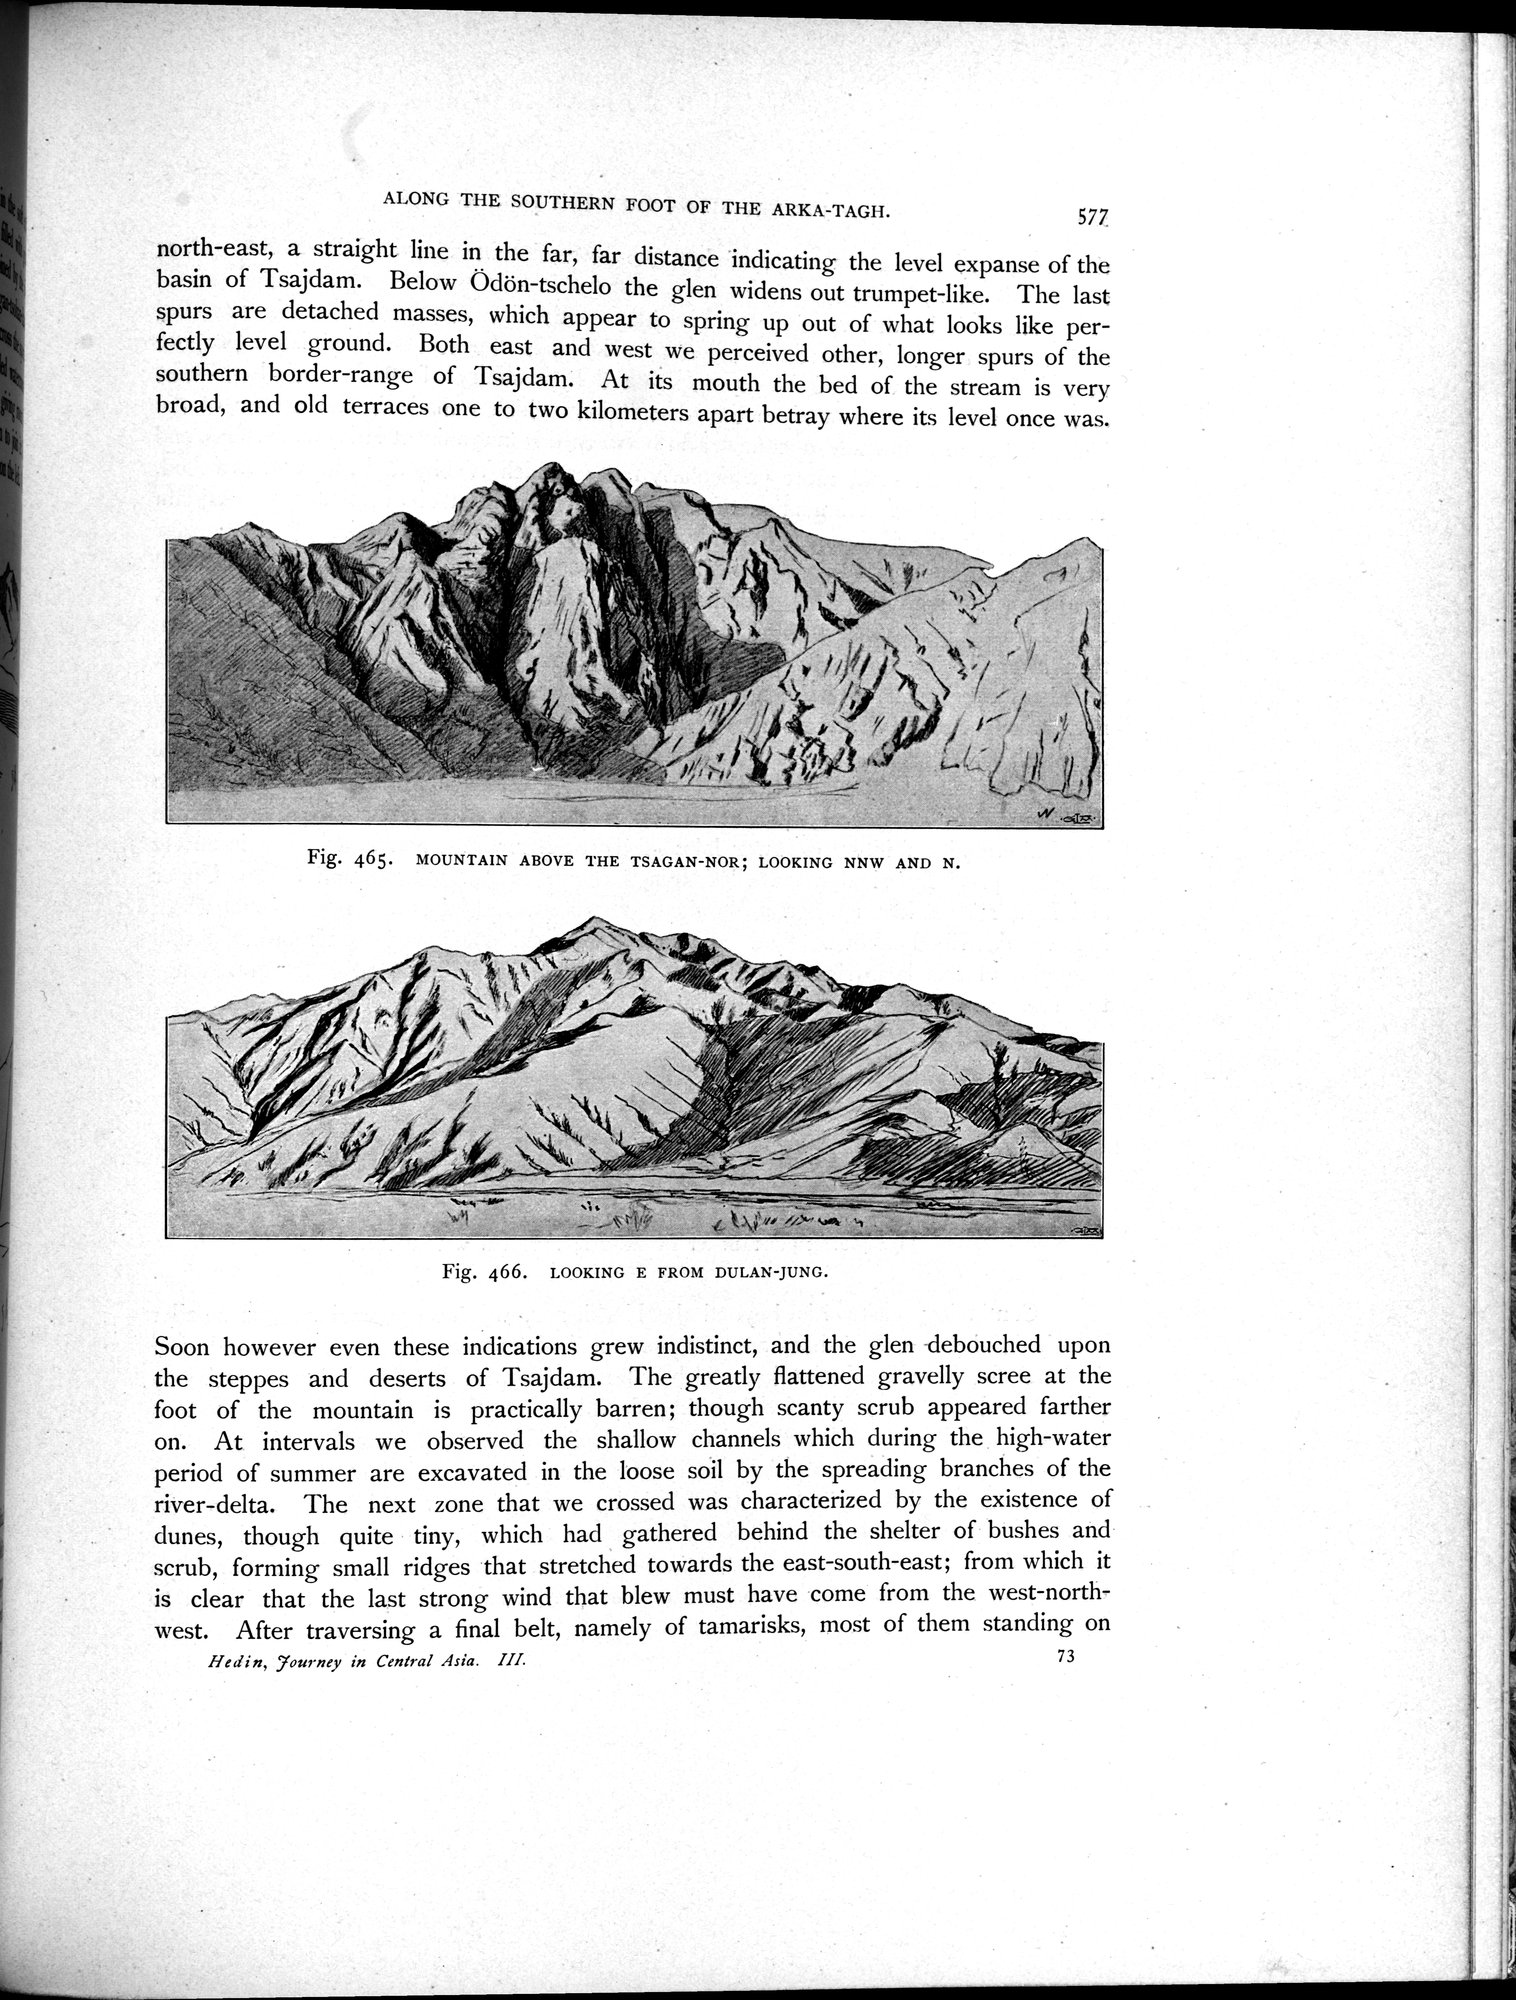 ALONG THE SOUTHERN FOOT OF THE ARKA-TAGH. 577
north-east, a straight line in the far, far distance indicating the level expanse of the
basin of Tsajdam. Below Ödön-tschelo the glen widens out trumpet-like. The last
spurs are detached masses, which appear to spring up out of what looks like per-
fectly level ground. Both east and west we perceived other, longer spurs of the
southern border-range of Tsajdam. At its mouth the bed of the stream is very
broad, and old terraces one to two kilometers apart betray where its level once was.
N
Fig. 465. MOUNTAIN ABOVE THE TSAGAN-NOR; LOOKING NNW AND N.
Fig. 466. LOOKING E FROM DULAN-JUNG.
Soon however even these indications grew indistinct, and the glen debouched upon
the steppes and deserts of Tsajdam. The greatly flattened gravelly scree at the
foot of the mountain is practically barren; though scanty scrub appeared farther
on. At intervals we observed the shallow channels which during the high-water
period of summer are excavated in the loose soil by the spreading branches of the
river-delta. The next zone that we crossed was characterized by the existence of
dunes, though quite tiny, which had gathered behind the shelter of bushes and
scrub, forming small ridges that stretched towards the east-south-east; from which it
is clear that the last strong wind that blew must have come from the west-north-
west. After traversing a final belt, namely of tamarisks, most of them standing on
Hedin, Journey in Central Asia. III. 73